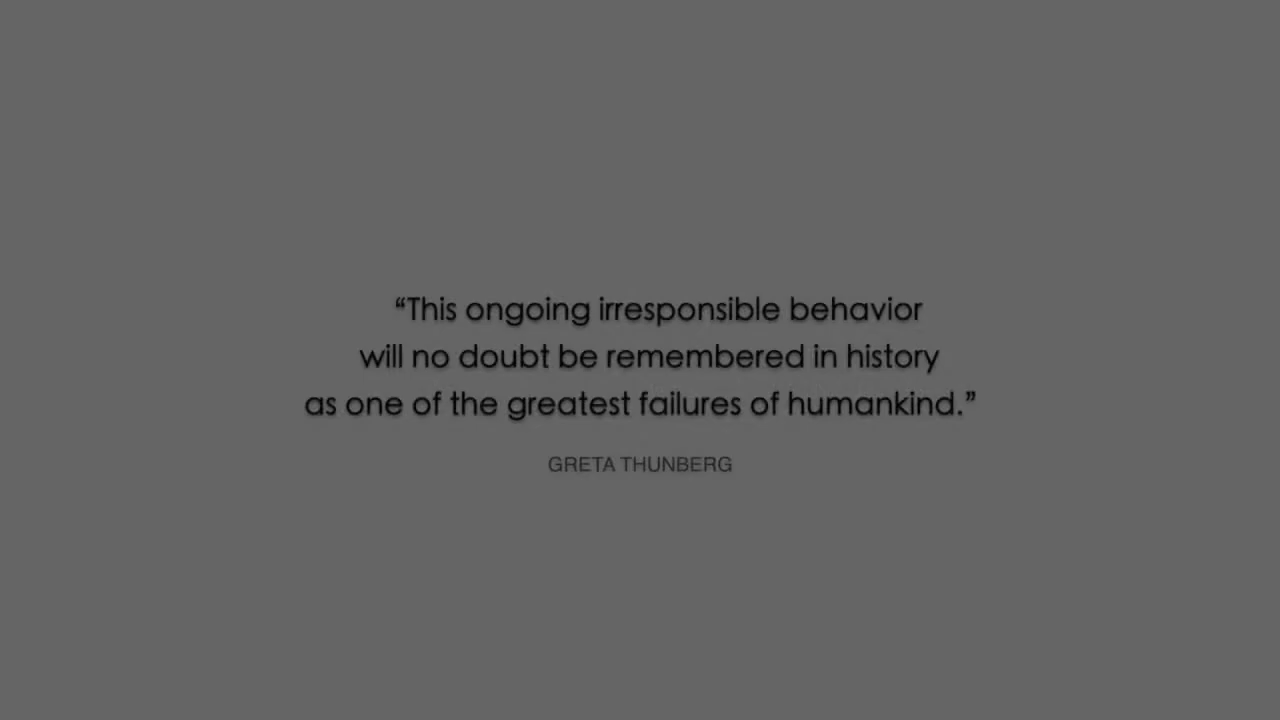 “This ongoing irresponsible behavior
will no doubt be remembered in history
as one of the greatest failures of humankind.”
GRETA THUNBERG